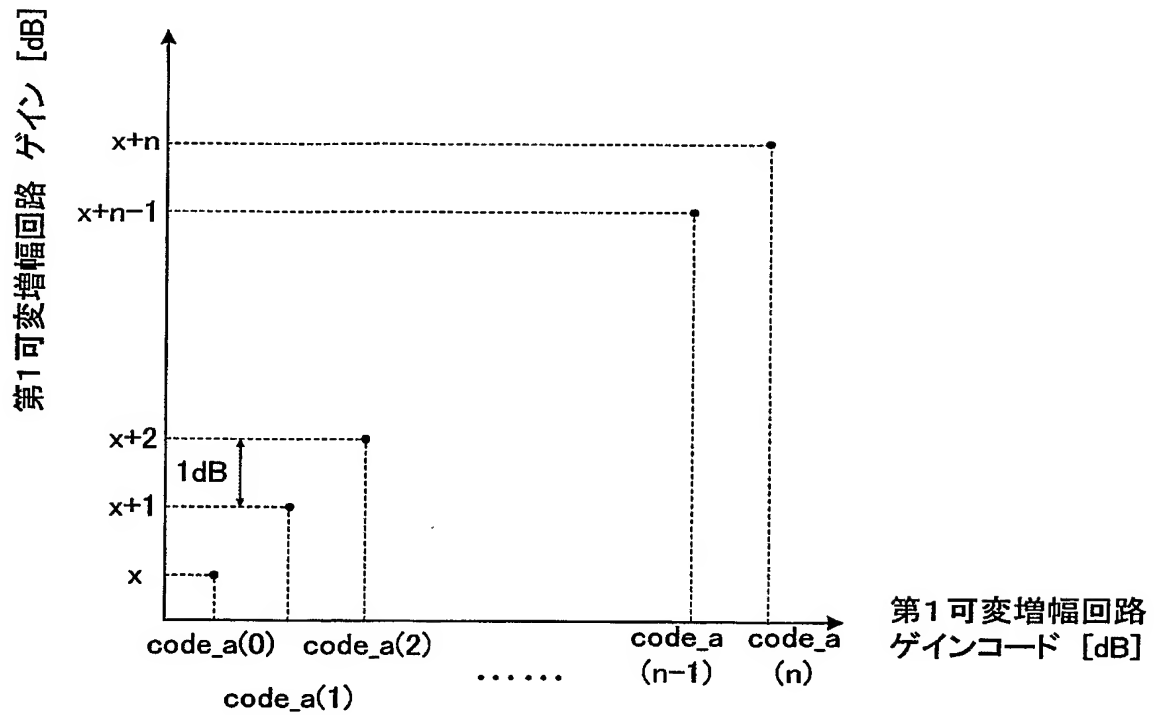 第1可変増幅回路 ゲイン [dB]
x+n
x+n-1
x+2
1dB
x+1
x
code_a(0)
code_a(1)
code_a(2)
......
code_a
(n-1)
code_a
(n)
第1可変増幅回路
ゲインコード [dB]